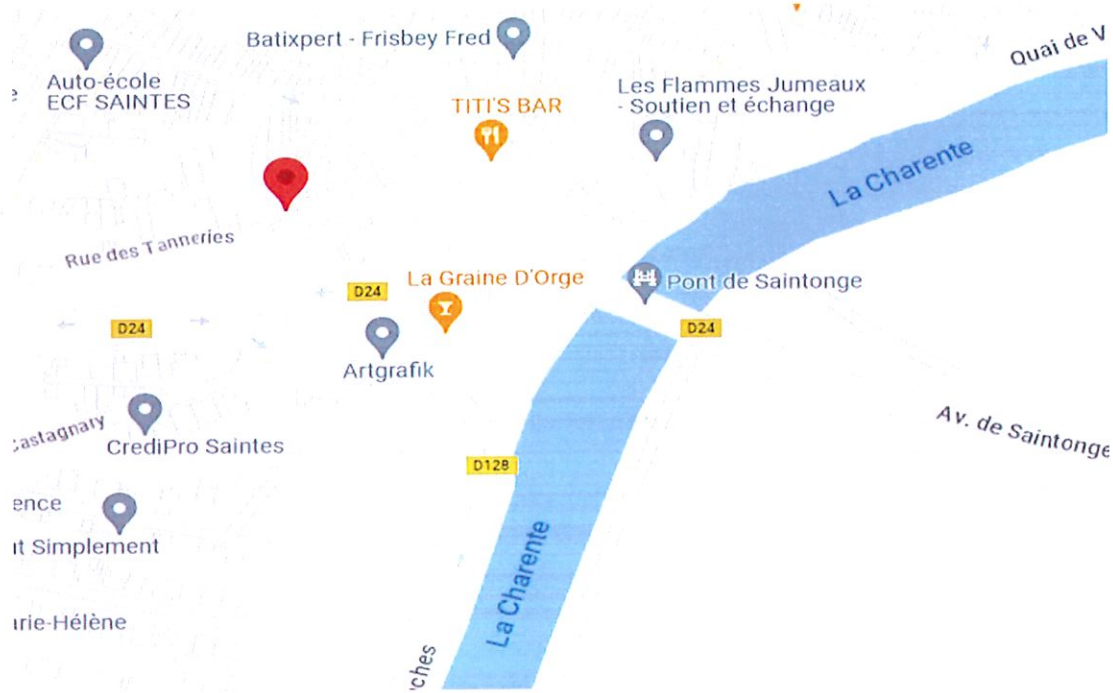 Batixpert - Frisbey Fred
Quai de V
Auto-école
ECF SAINTES
Les Flammes Jumeaux
- Soutien et échange
TITI'S BAR
La Charente
Rue des Tanneries
La Graine D'Orge
Pont de Saintonge
D24
D24
D24
Artgrafik
Av. de Saintonge
castagnary
CrediPro Saintes
D128
ence
it Simplement
La Charente
arie-Hélène
ches